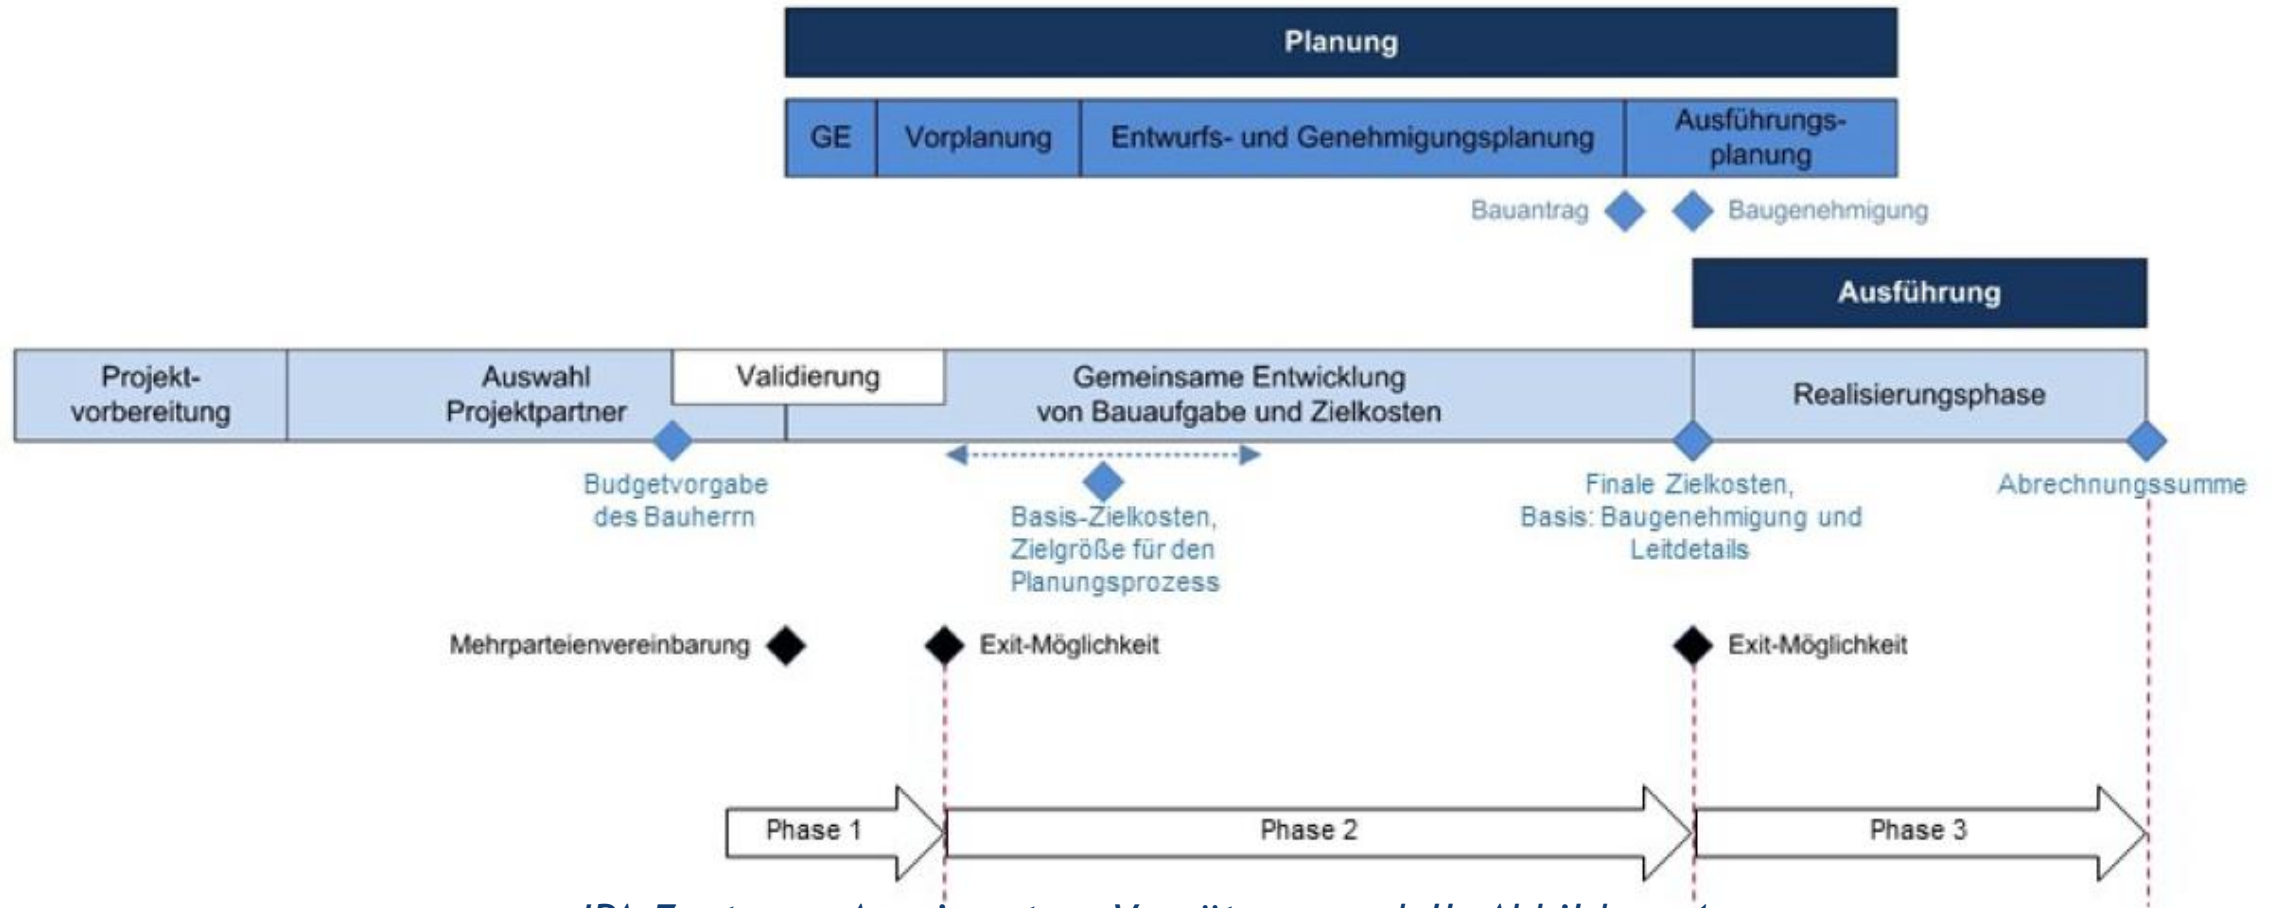 Planung
GE
Vorplanung
Entwurfs- und Genehmigungsplanung
Ausführungs-
planung
Bauantrag
Baugenehmigung
Ausführung
Projekt-
vorbereitung
Auswahl
Projektpartner
Validierung
Gemeinsame Entwicklung
von Bauaufgabe und Zielkosten
Realisierungsphase
Budgetvorgabe
des Bauherrn
Basis-Zielkosten,
Zielgröße für den
Planungsprozess
Finale Zielkosten,
Basis: Baugenehmigung und
Leitdetails
Abrechnungssumme
Mehrparteienvereinbarung
Exit-Möglichkeit
Exit-Möglichkeit
Phase 1
Phase 2
Phase 3